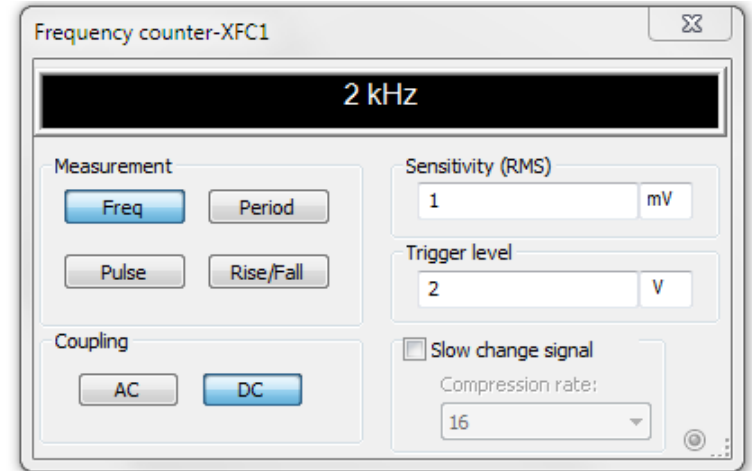 Frequency counter-XFC1
2 kHz
Measurement
Freq Period
Pulse Rise/Fall
Coupling
AC DC
Sensitivity (RMS)
1 mV
Trigger level
2 V
Slow change signal
Compression rate:
16